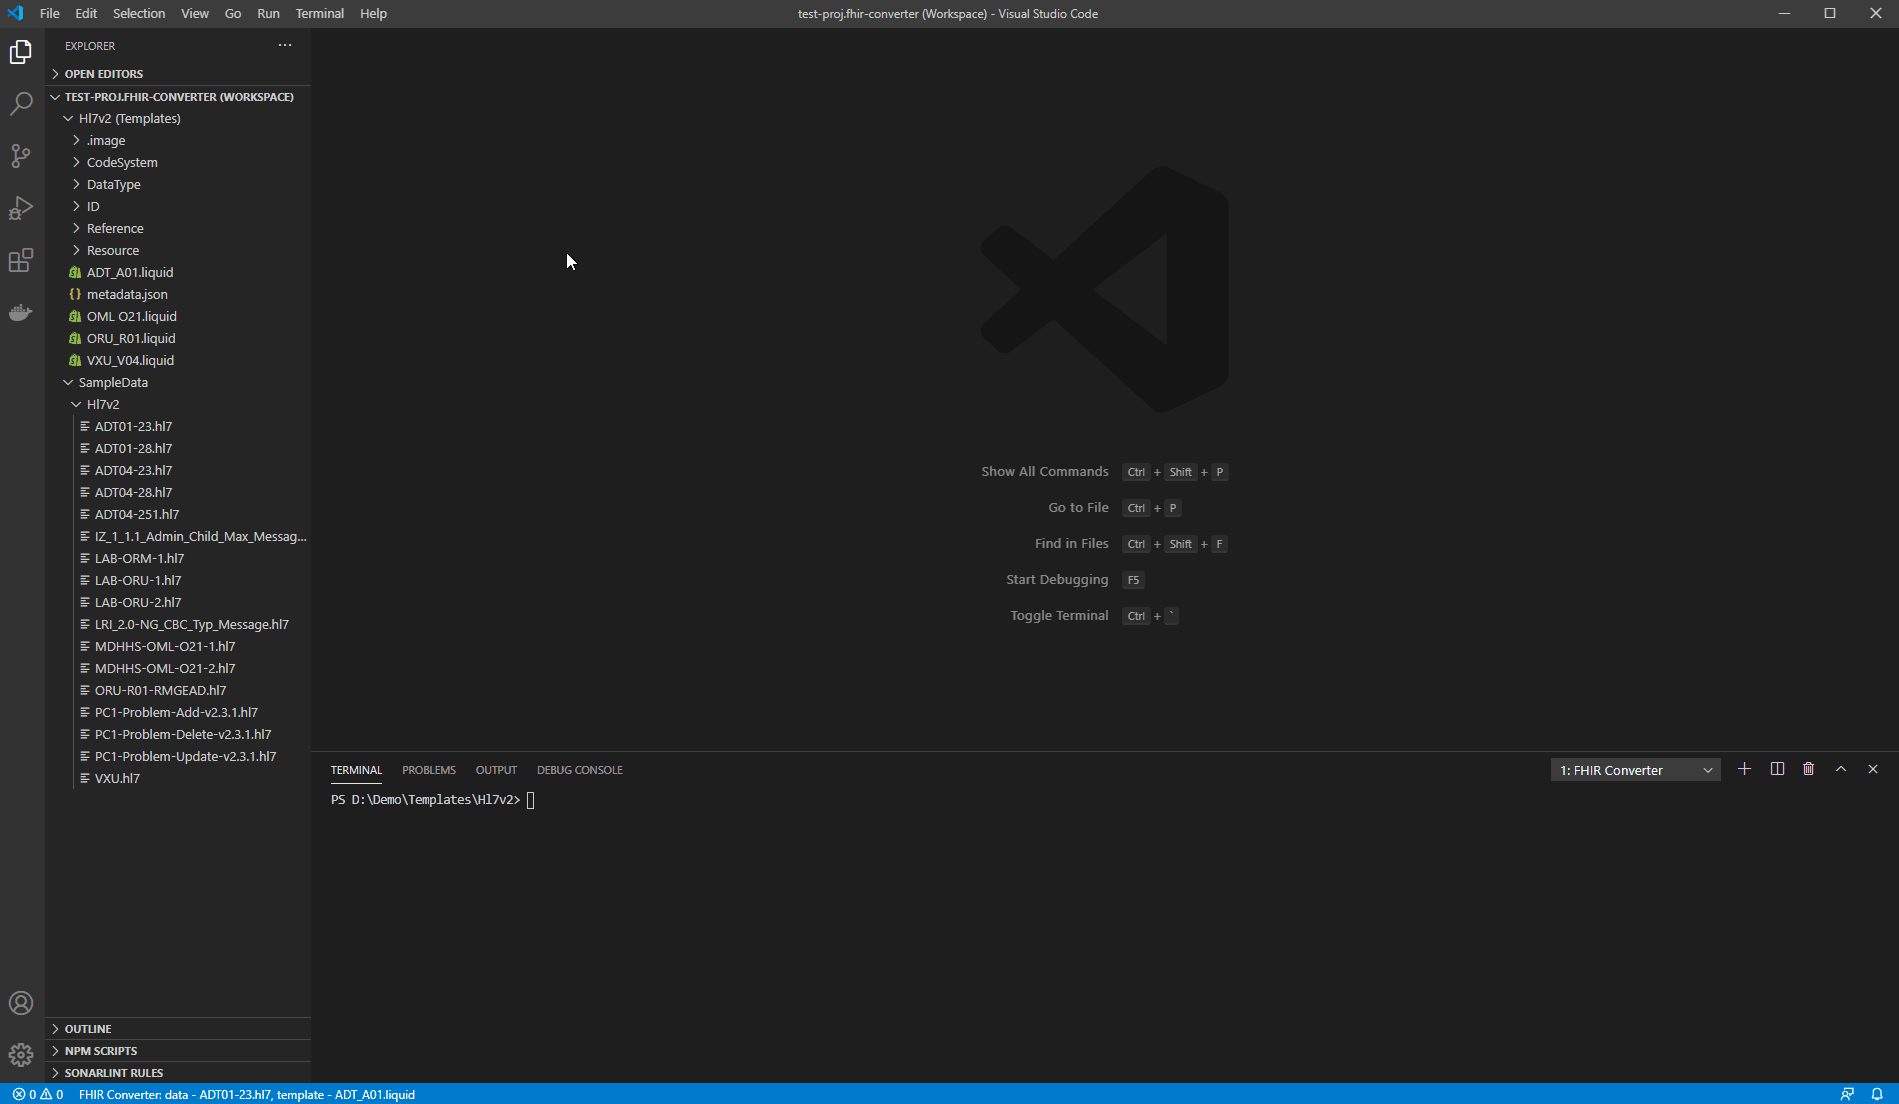 File Edit Selection View Go Run Terminal Help
test-proj.fhir-converter (Workspace) - Visual Studio Code
EXPLORER
OPEN EDITORS
TEST-PROJ.FHIR-CONVERTER (WORKSPACE)
Hl7v2 (Templates)
.image
CodeSystem
DataType
ID
Reference
Resource
ADT_A01.liquid
metadata.json
OML O21.liquid
ORU_R01.liquid
VXU_V04.liquid
SampleData
Hl7v2
ADT01-23.hl7
ADT01-28.hl7
ADT04-23.hl7
ADT04-28.hl7
ADT04-251.hl7
IZ_1_1.1_Admin_Child_Max_Messag...
LAB-ORM-1.hl7
LAB-ORU-1.hl7
LAB-ORU-2.hl7
LRI_2.0-NG_CBC_Typ_Message.hl7
MDHHS-OML-O21-1.hl7
MDHHS-OML-O21-2.hl7
ORU-R01-RMGEAD.hl7
PC1-Problem-Add-v2.3.1.hl7
PC1-Problem-Delete-v2.3.1.hl7
PC1-Problem-Update-v2.3.1.hl7
VXU.hl7
OUTLINE
NPM SCRIPTS
SONARLINT RULES
Show All Commands Ctrl + Shift + P
Go to File Ctrl + P
Find in Files Ctrl + Shift + F
Start Debugging F5
Toggle Terminal Ctrl + `
TERMINAL PROBLEMS OUTPUT DEBUG CONSOLE
1: FHIR Converter
PS D:\Demo\Templates\Hl7v2>
0 0 FHIR Converter: data - ADT01-23.hl7, template - ADT_A01.liquid